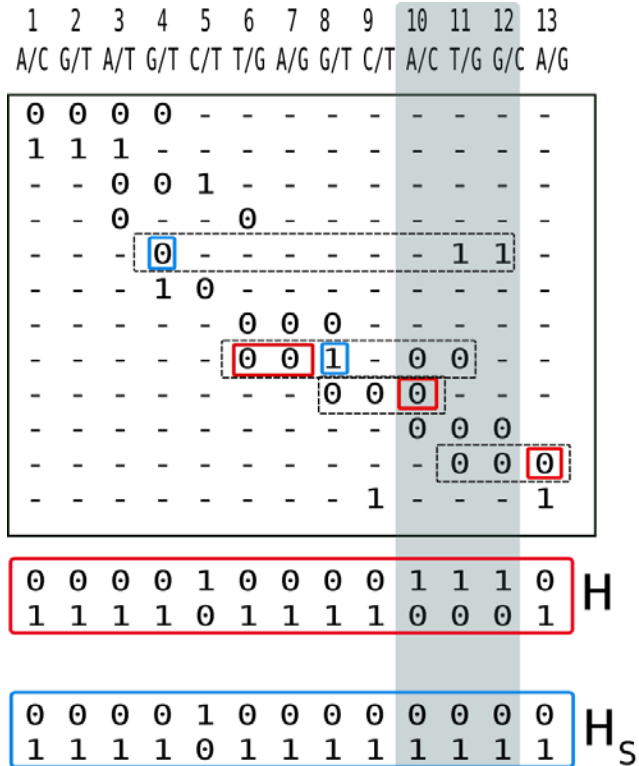 1 2 3 4 5 6 7 8 9 10 11 12 13
A/C G/T A/T G/T C/T T/G A/G G/T C/T A/C T/G G/C A/G
0 0 0 0 - - - - - - - - -
1 1 1 - - - - - - - - - -
- - 0 0 1 - - - - - - - -
- - 0 - - 0 - - - - - - -
- - - 0 - - - - - - 1 1 -
- - - 1 0 - - - - - - - -
- - - - - 0 0 0 - - - - -
- - - - - 0 0 1 - 0 0 - -
- - - - - - - 0 0 0 - - -
- - - - - - - - - 0 0 0 -
- - - - - - - - - - 0 0 0
- - - - - - - - 1 - - - 1
0 0 0 0 1 0 0 0 0 1 1 1 0
1 1 1 1 0 1 1 1 1 0 0 0 1
H
0 0 0 0 1 0 0 0 0 0 0 0 0
1 1 1 1 0 1 1 1 1 1 1 1 1
H_S